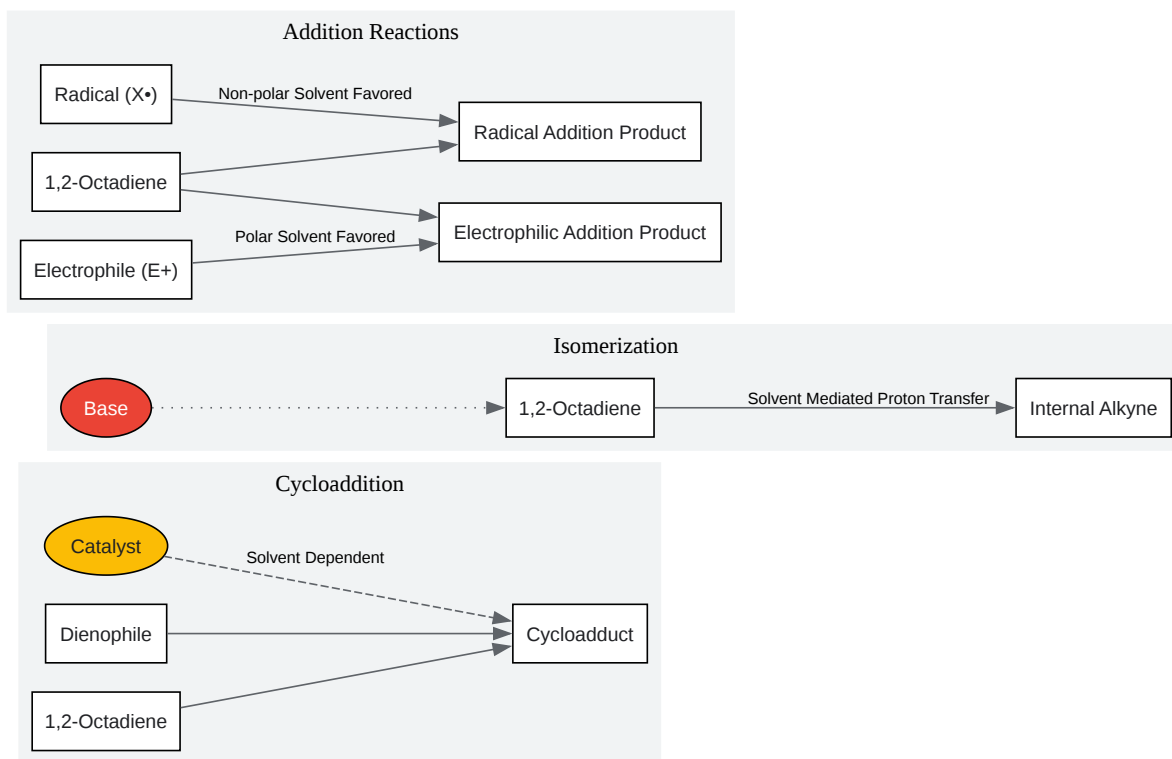 Addition Reactions
Radical (X•)
Non-polar Solvent Favored
Radical Addition Product
1,2-Octadiene
Electrophilic Addition Product
Polar Solvent Favored
Electrophile (E+)
Isomerization
Base
1,2-Octadiene
Solvent Mediated Proton Transfer
Internal Alkyne
Cycloaddition
Catalyst
Solvent Dependent
Dienophile
Cycloadduct
1,2-Octadiene